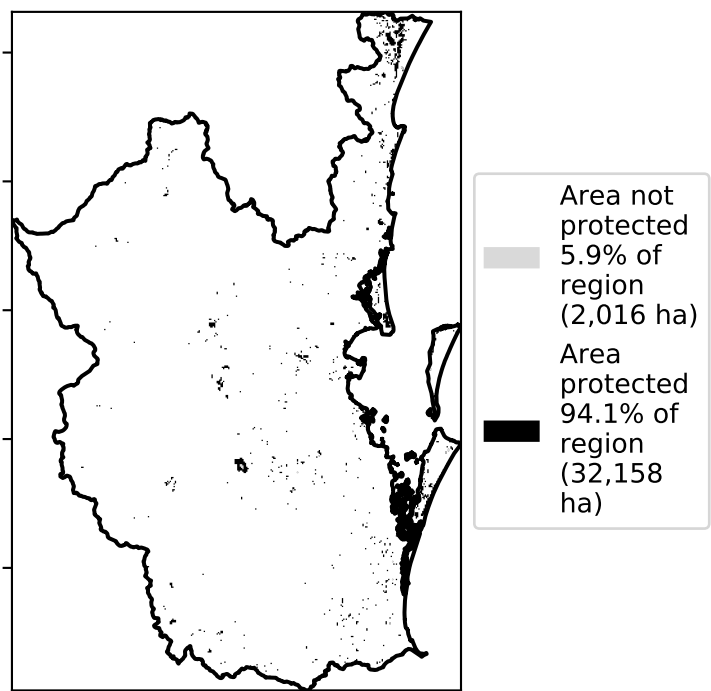 Area not
protected
5.9% of
region
(2,016 ha)
Area
protected
94.1% of
region
(32,158
ha)